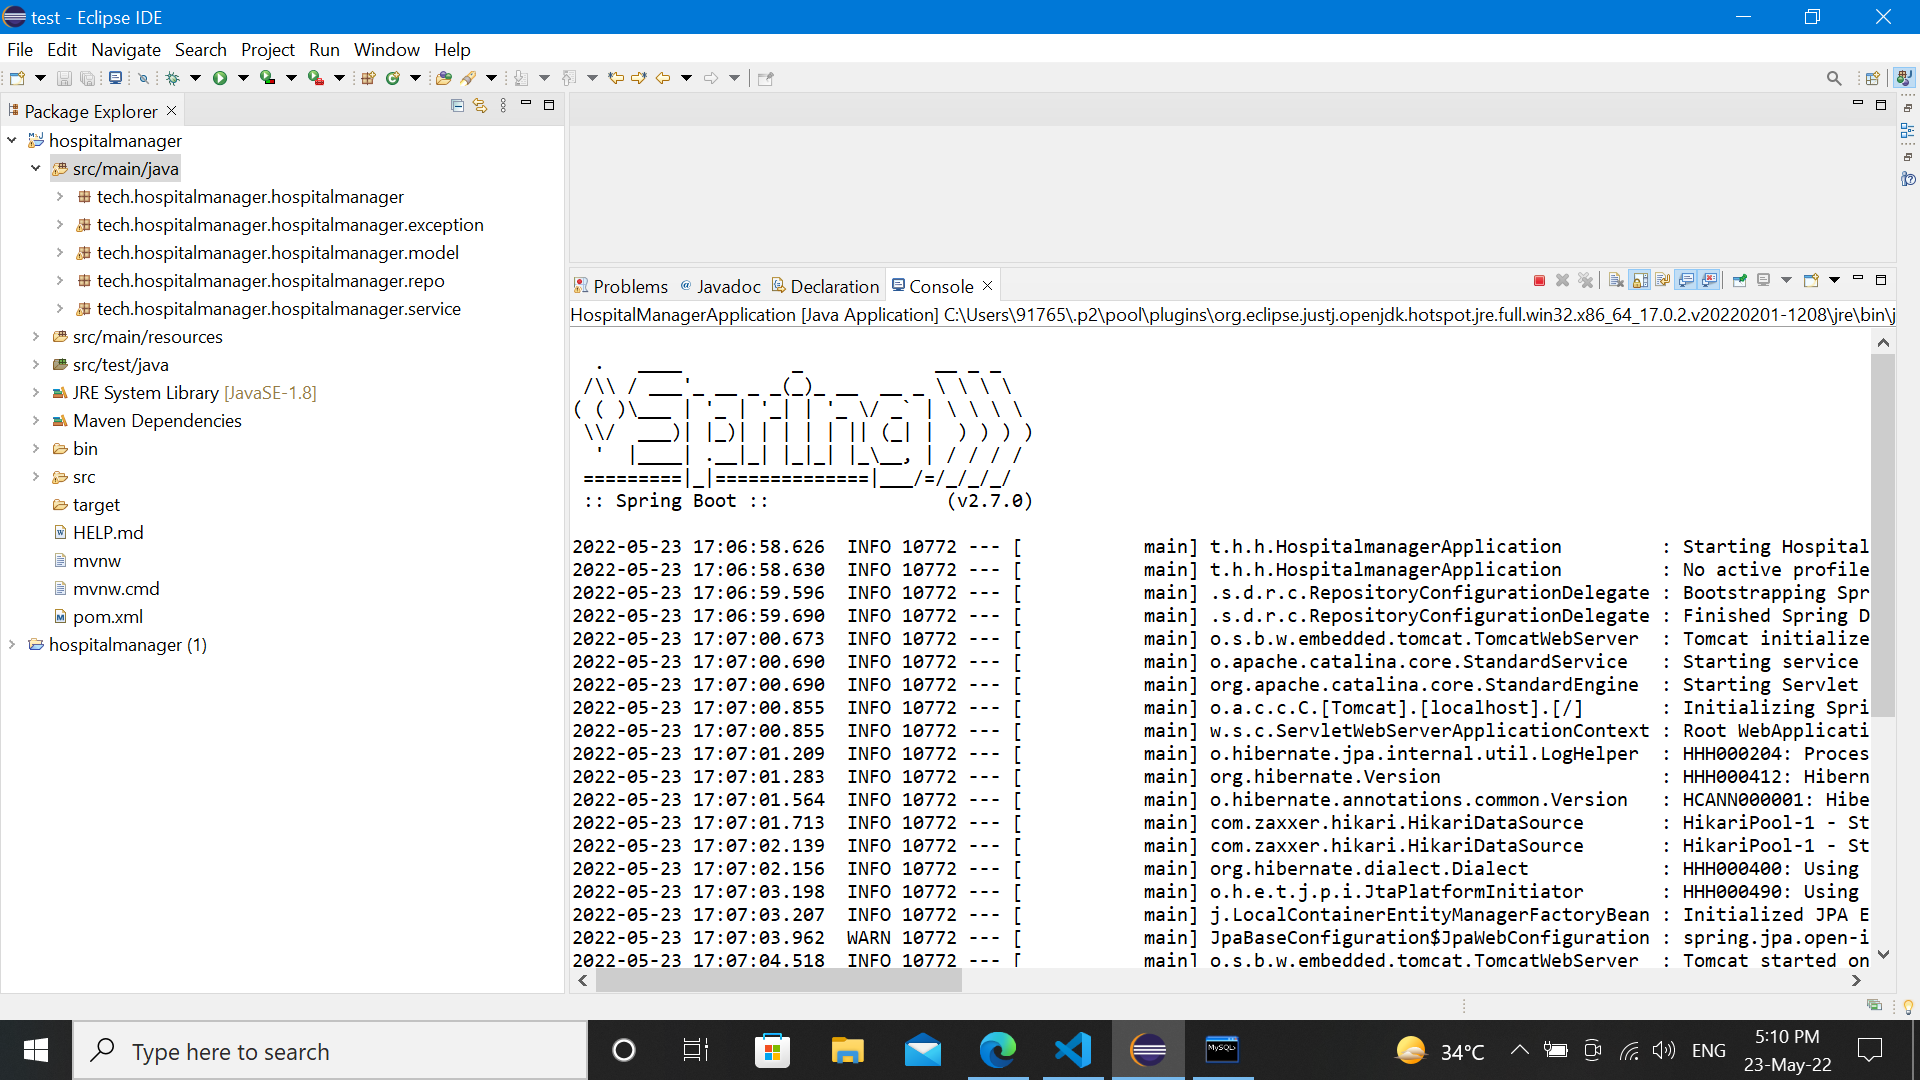 test - Eclipse IDE
File Edit Navigate Search Project Run Window Help
Package Explorer
hospitalmanager
src/main/java
tech.hospitalmanager.hospitalmanager
tech.hospitalmanager.hospitalmanager.exception
tech.hospitalmanager.hospitalmanager.model
tech.hospitalmanager.hospitalmanager.repo
tech.hospitalmanager.hospitalmanager.service
src/main/resources
src/test/java
JRE System Library [JavaSE-1.8]
Maven Dependencies
bin
src
target
HELP.md
mvnw
mvnw.cmd
pom.xml
hospitalmanager (1)
Problems @ Javadoc Declaration Console
HospitalManagerApplication [Java Application] C:\Users\91765\.p2\pool\plugins\org.eclipse.justj.openjdk.hotspot.jre.full.win32.x86_64_17.0.2.v20220201-1208\jre\bin\j
Spring
:: Spring Boot :: (v2.7.0)
2022-05-23 17:06:58.626 INFO 10772 --- [ main] t.h.h.HospitalmanagerApplication : Starting Hospital
2022-05-23 17:06:58.630 INFO 10772 --- [ main] t.h.h.HospitalmanagerApplication : No active profile
2022-05-23 17:06:59.596 INFO 10772 --- [ main] .s.d.r.c.RepositoryConfigurationDelegate : Bootstrapping Spr
2022-05-23 17:06:59.690 INFO 10772 --- [ main] .s.d.r.c.RepositoryConfigurationDelegate : Finished Spring D
2022-05-23 17:07:00.673 INFO 10772 --- [ main] o.s.b.w.embedded.tomcat.TomcatWebServer : Tomcat initialize
2022-05-23 17:07:00.690 INFO 10772 --- [ main] o.apache.catalina.core.StandardService : Starting service
2022-05-23 17:07:00.690 INFO 10772 --- [ main] org.apache.catalina.core.StandardEngine : Starting Servlet
2022-05-23 17:07:00.855 INFO 10772 --- [ main] o.a.c.c.C.[Tomcat].[localhost].[/] : Initializing Spri
2022-05-23 17:07:00.855 INFO 10772 --- [ main] w.s.c.ServletWebServerApplicationContext : Root WebApplicati
2022-05-23 17:07:01.209 INFO 10772 --- [ main] o.hibernate.jpa.internal.util.LogHelper : HHH000204: Proces
2022-05-23 17:07:01.283 INFO 10772 --- [ main] org.hibernate.Version : HHH000412: Hibern
2022-05-23 17:07:01.564 INFO 10772 --- [ main] o.hibernate.annotations.common.Version : HCANN000001: Hibe
2022-05-23 17:07:01.713 INFO 10772 --- [ main] com.zaxxer.hikari.HikariDataSource : HikariPool-1 - St
2022-05-23 17:07:02.139 INFO 10772 --- [ main] com.zaxxer.hikari.HikariDataSource : HikariPool-1 - St
2022-05-23 17:07:02.156 INFO 10772 --- [ main] org.hibernate.dialect.Dialect : HHH000400: Using
2022-05-23 17:07:03.198 INFO 10772 --- [ main] o.h.e.t.j.p.i.JtaPlatformInitiator : HHH000490: Using
2022-05-23 17:07:03.207 INFO 10772 --- [ main] j.LocalContainerEntityManagerFactoryBean : Initialized JPA E
2022-05-23 17:07:03.962 WARN 10772 --- [ main] JpaBaseConfiguration$JpaWebConfiguration : spring.jpa.open-i
2022-05-23 17:07:04.518 INFO 10772 --- [ main] o.s.b.w.embedded.tomcat.TomcatWebServer : Tomcat started on
Type here to search
MySQL>
34°C
ENG
5:10 PM
23-May-22